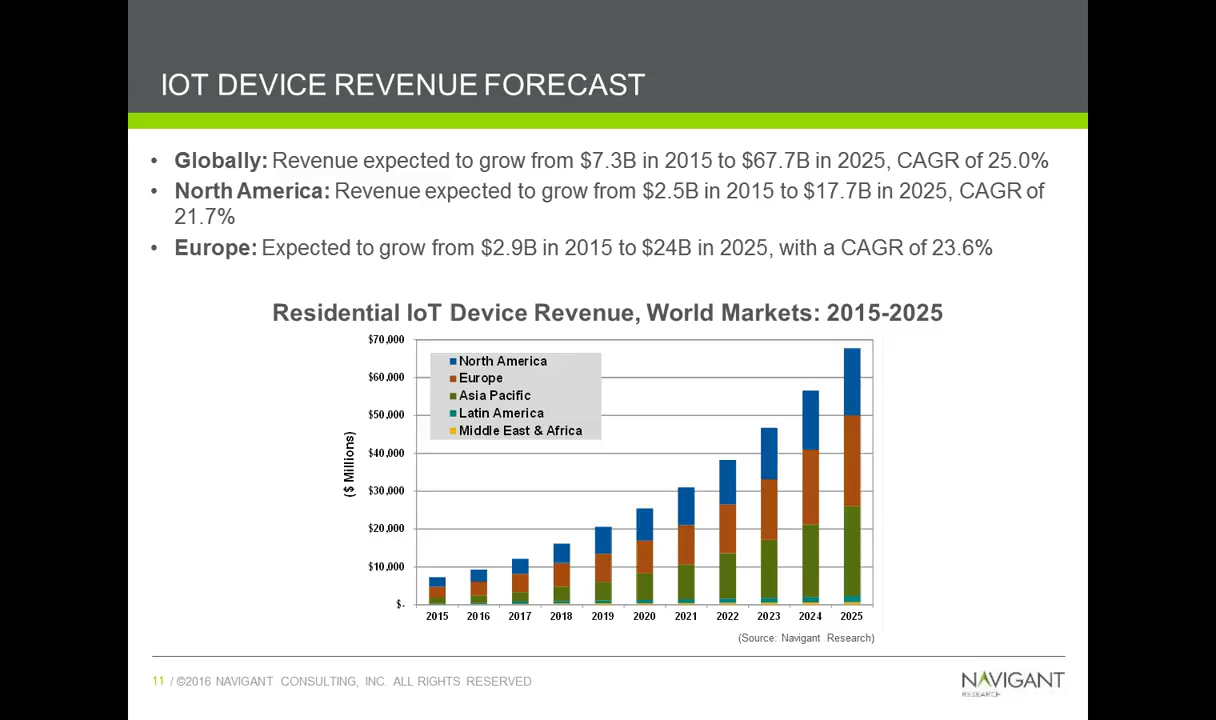 IOT DEVICE REVENUE FORECAST
• Globally: Revenue expected to grow from $7.3B in 2015 to $67.7B in 2025, CAGR of 25.0%
• North America: Revenue expected to grow from $2.5B in 2015 to $17.7B in 2025, CAGR of
21.7%
• Europe: Expected to grow from $2.9B in 2015 to $24B in 2025, with a CAGR of 23.6%
Residential IoT Device Revenue, World Markets: 2015-2025
($ Millions)
$70,000
$60,000
$50,000
$40,000
$30,000
$20,000
$10,000
$-
North America
Europe
Asia Pacific
Latin America
Middle East & Africa
2015 2016 2017 2018 2019 2020 2021 2022 2023 2024 2025
(Source: Navigant Research)
11 / ©2016 NAVIGANT CONSULTING, INC. ALL RIGHTS RESERVED
NAVIGANT
RESEARCH